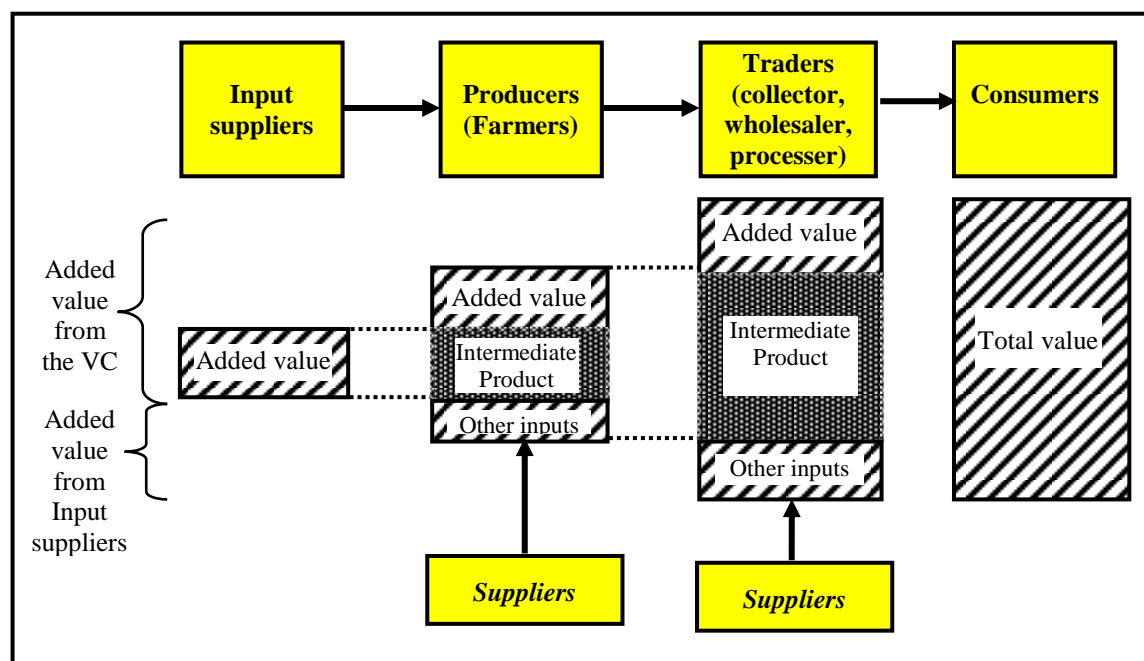 Input
suppliers
Producers
(Farmers)
Traders
(collector,
wholesaler,
processer)
Consumers
Added
value
from
the VC
Added
value
from
Input
suppliers
Added value
Added value
Intermediate
Product
Other inputs
Added value
Intermediate
Product
Other inputs
Total value
Suppliers
Suppliers